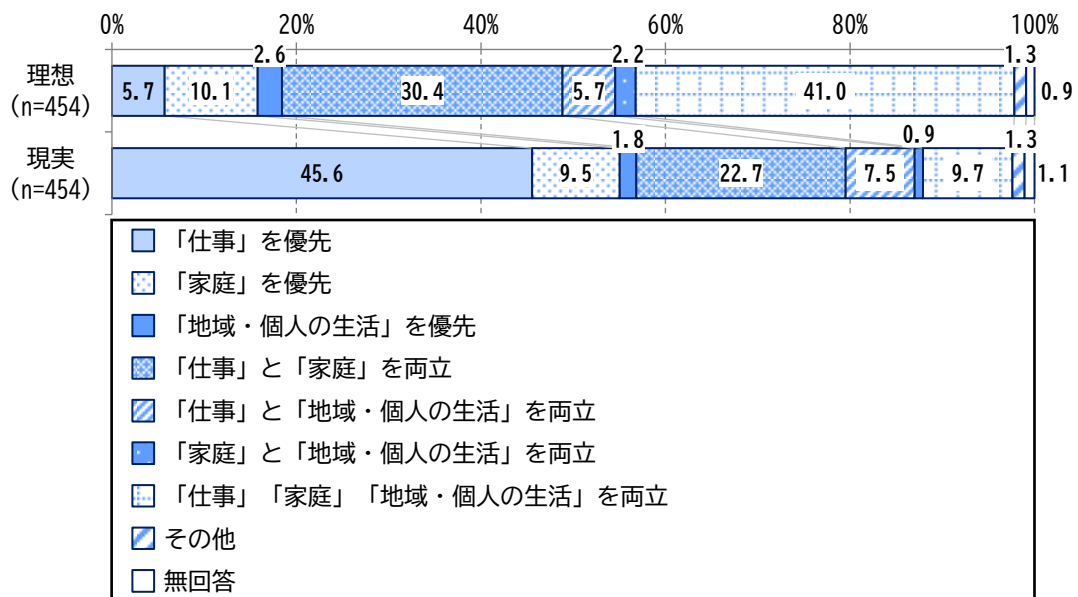 0% 20% 40% 60% 80% 100%
2.6 2.2 1.3
理想
(n=454)
5.7 10.1 30.4 5.7 41.0 0.9
1.8 0.9 1.3
現実
(n=454)
45.6 9.5 22.7 7.5 9.7 1.1
「仕事」を優先
「家庭」を優先
「地域・個人の生活」を優先
「仕事」と「家庭」を両立
「仕事」と「地域・個人の生活」を両立
「家庭」と「地域・個人の生活」を両立
「仕事」「家庭」「地域・個人の生活」を両立
その他
無回答